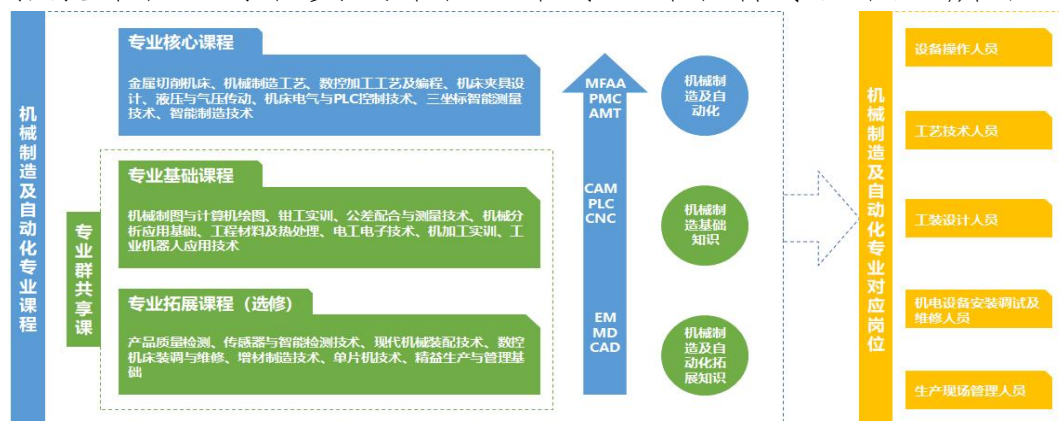 机械制造及自动化专业课程
专业核心课程
金属切削机床、机械制造工艺、数控加工工艺及编程、机床夹具设
计、液压与气压传动、机床电气与PLC控制技术、三坐标智能测量
技术、智能制造技术
专业群共享课
专业基础课程
机械制图与计算机绘图、钳工实训、公差配合与测量技术、机械分
析应用基础、工程材料及热处理、电工电子技术、机加工实训、工
业机器人应用技术
专业拓展课程（选修）
产品质量检测、传感器与智能检测技术、现代机械装配技术、数控
机床装调与维修、增材制造技术、单片机技术、精益生产与管理基
础
MFAA
PMC
AMT
CAM
PLC
CNC
EM
MD
CAD
机械制
造及自
动化
机械制
造基础
知识
机械制
造及自
动化拓
展知识
机械制造及自动化专业对应岗位
设备操作人员
工艺技术人员
工装设计人员
机电设备安装调试及
维修人员
生产现场管理人员